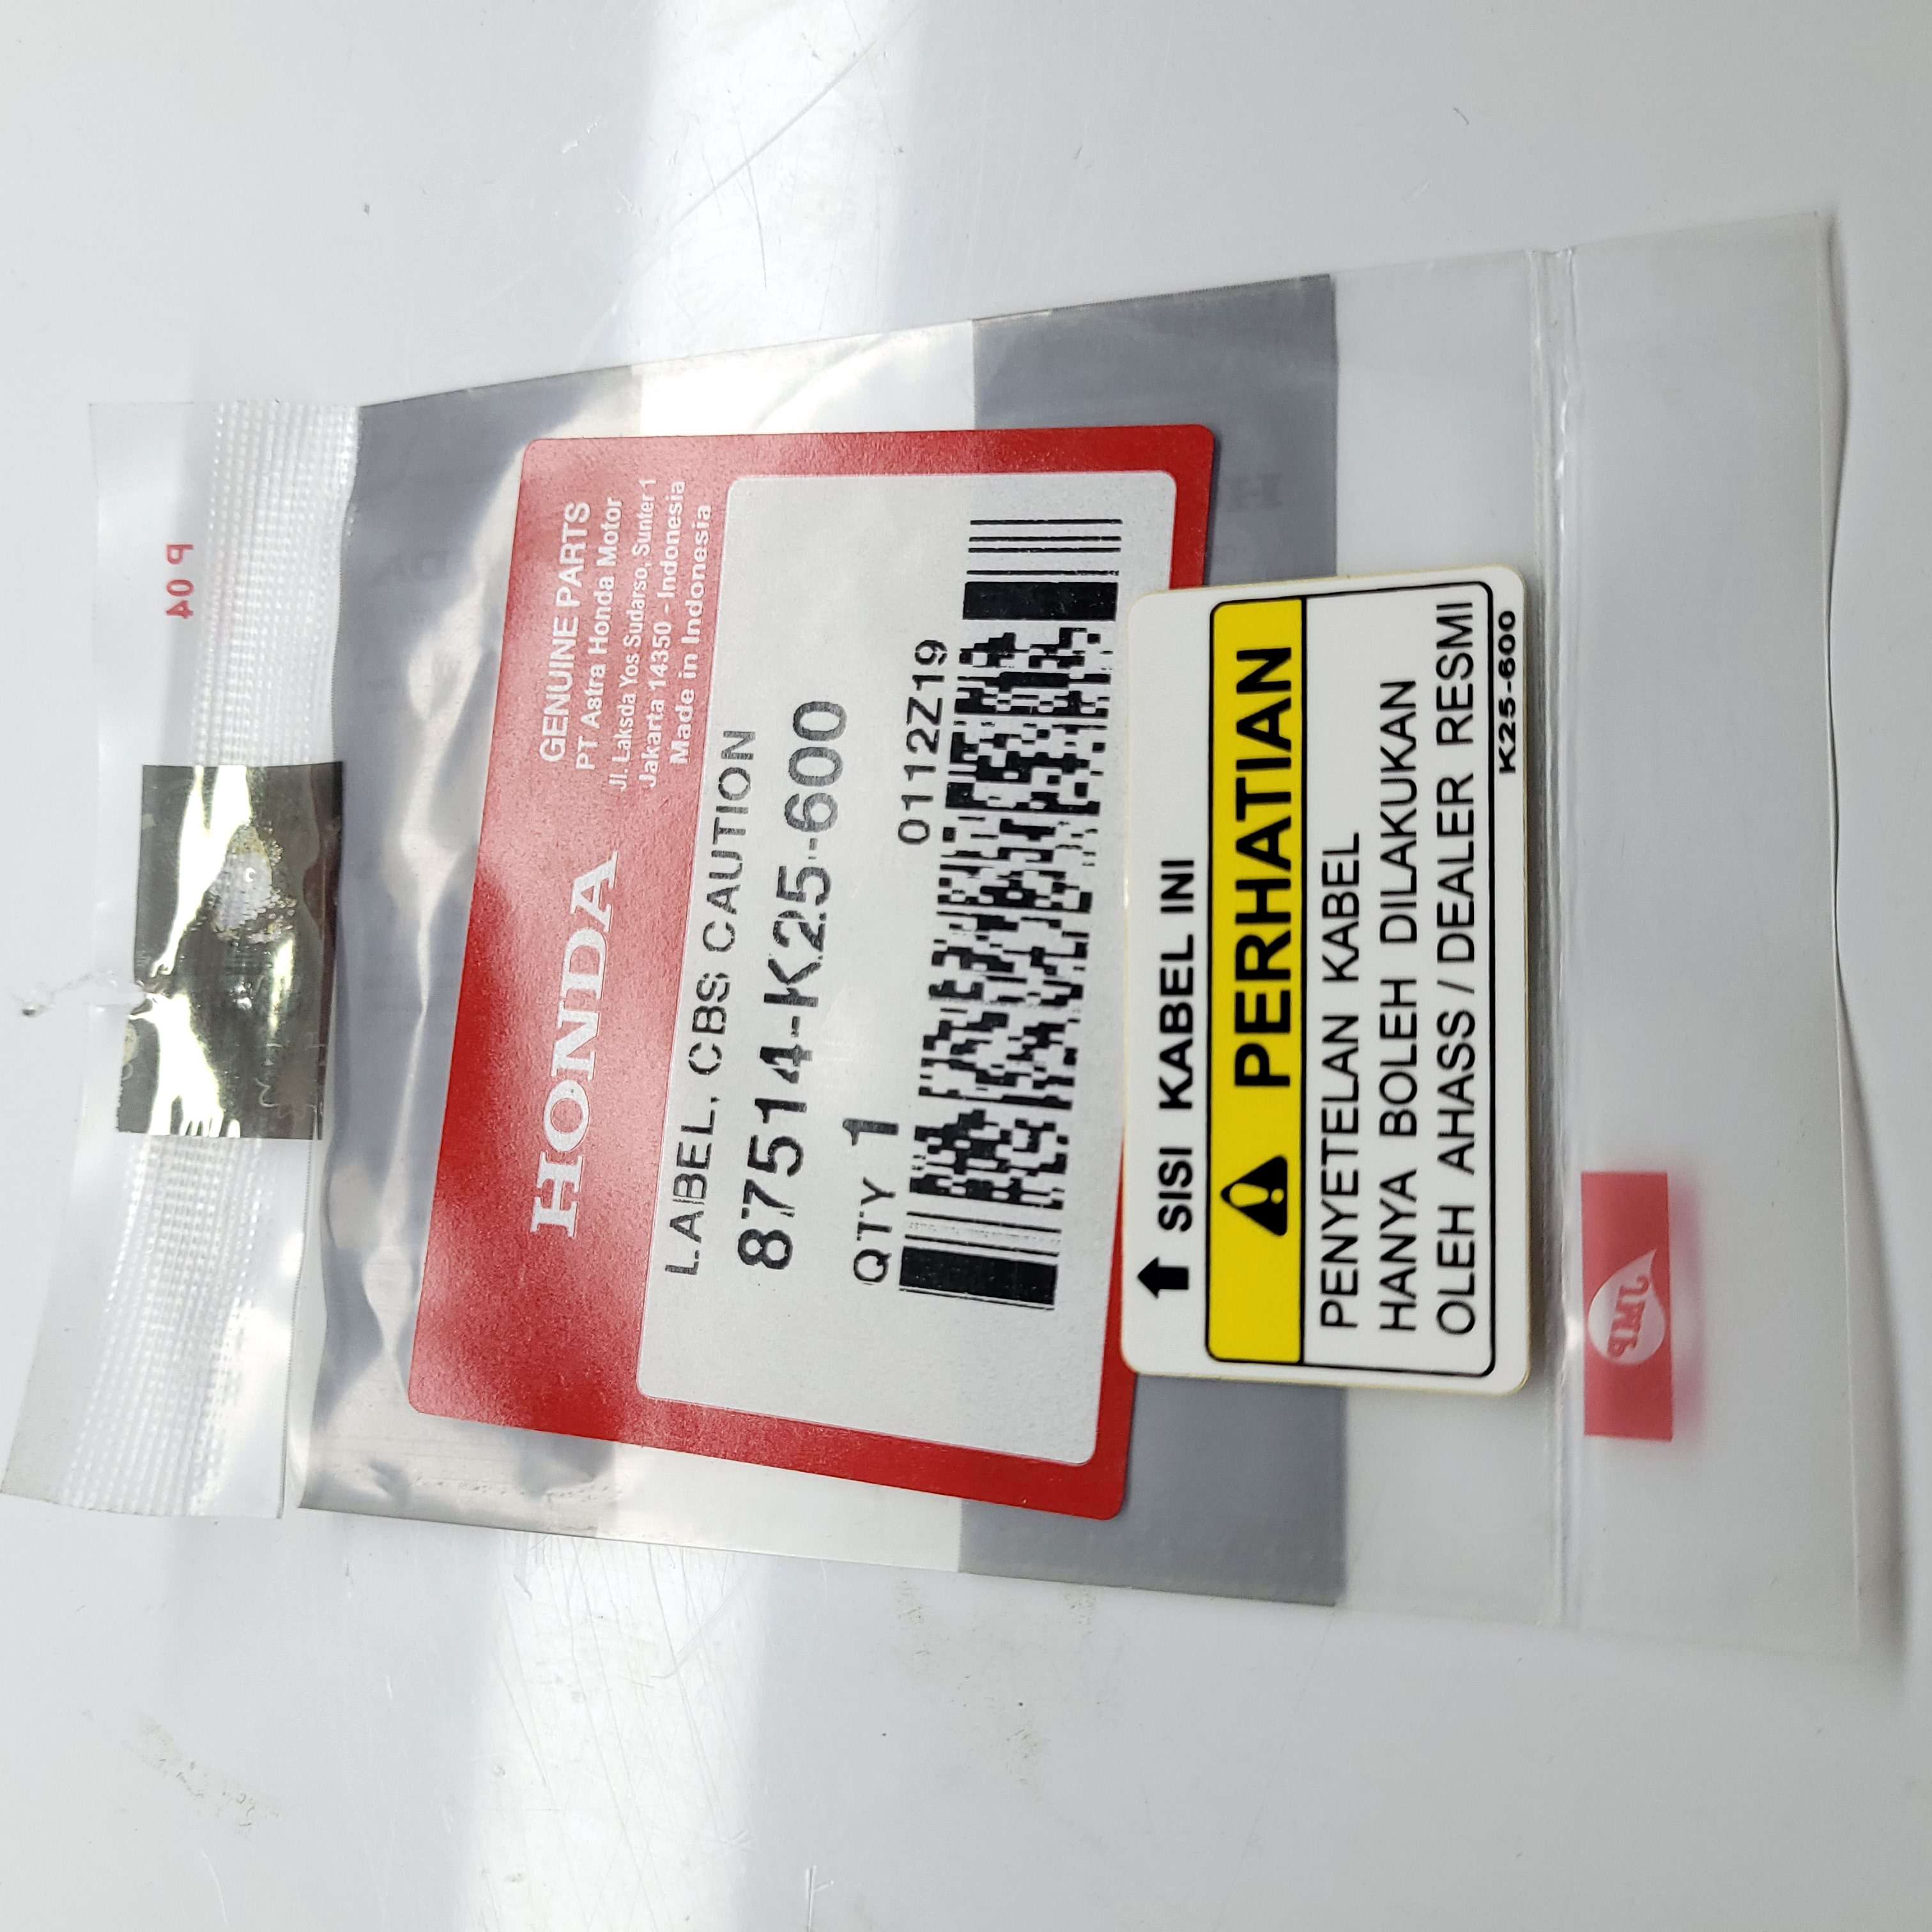 HONDA
GENUINE PARTS
PT Astra Honda Motor
Jl. Laksda Yos Sudarso, Sunter 1
Jakarta 14350 - Indonesia
Made in Indonesia
LABEL, CBS CAUTION
87514-K25-600
QTY 1
0112Z19
SISI KABEL INI
PERHATIAN
PENYETELAN KABEL
HANYA BOLEH DILAKUKAN
OLEH AHASS / DEALER RESMI
K25-600
P 04